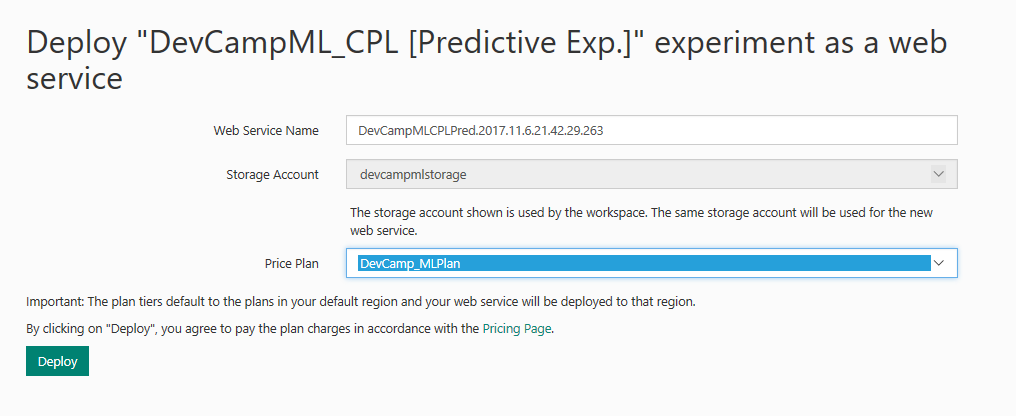 Deploy "DevCampML_CPL [Predictive Exp.]" experiment as a web
service
Web Service Name
DevCampMLCPLPred.2017.11.6.21.42.29.263
Storage Account
devcampmlstorage
The storage account shown is used by the workspace. The same storage account will be used for the new
web service.
Price Plan
DevCamp_MLPlan
Important: The plan tiers default to the plans in your default region and your web service will be deployed to that region.
By clicking on "Deploy", you agree to pay the plan charges in accordance with the Pricing Page.
Deploy